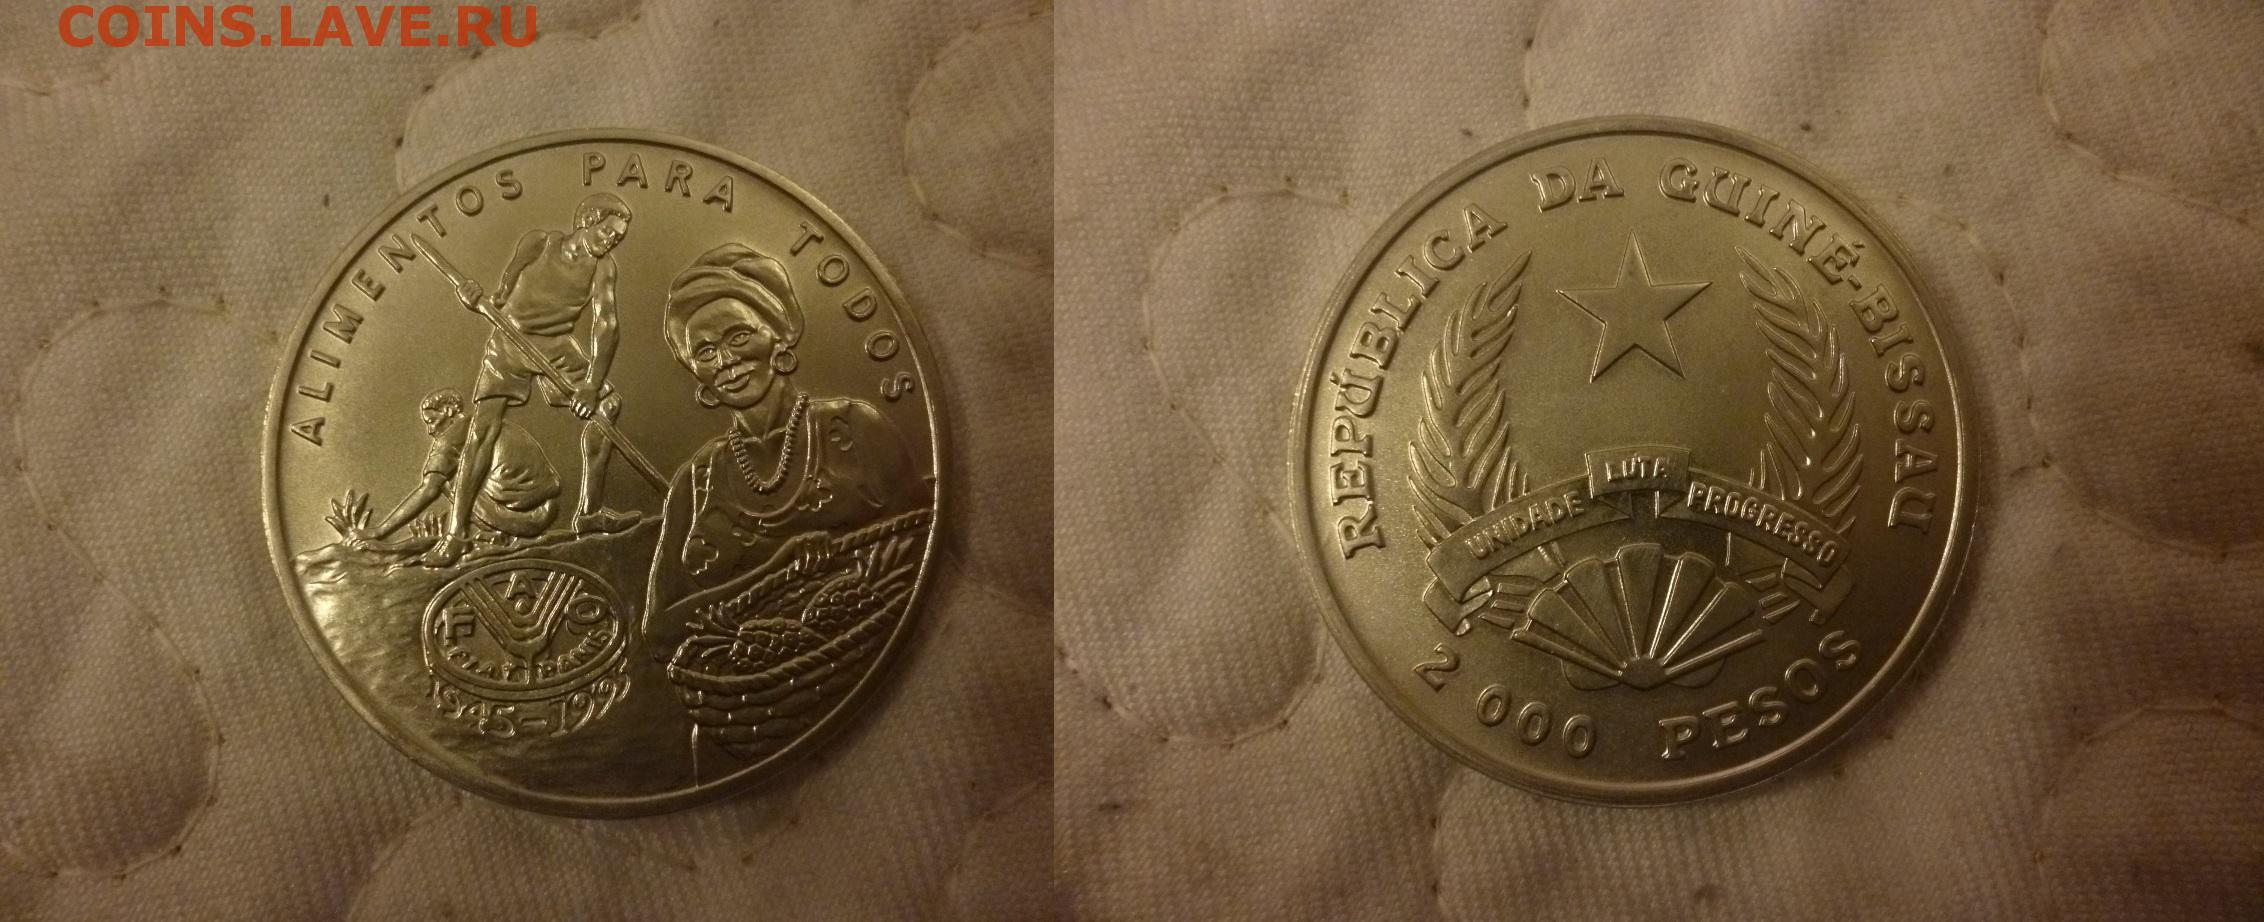 COINS.LAVE.RU
ALIMENTOS PARA TODOS
FAO
FIAT PANIS
1945-1995
REPÚBLICA DA GUINÉ-BISSAU
UNIDADE LUTA PROGRESSO
2 000 PESOS